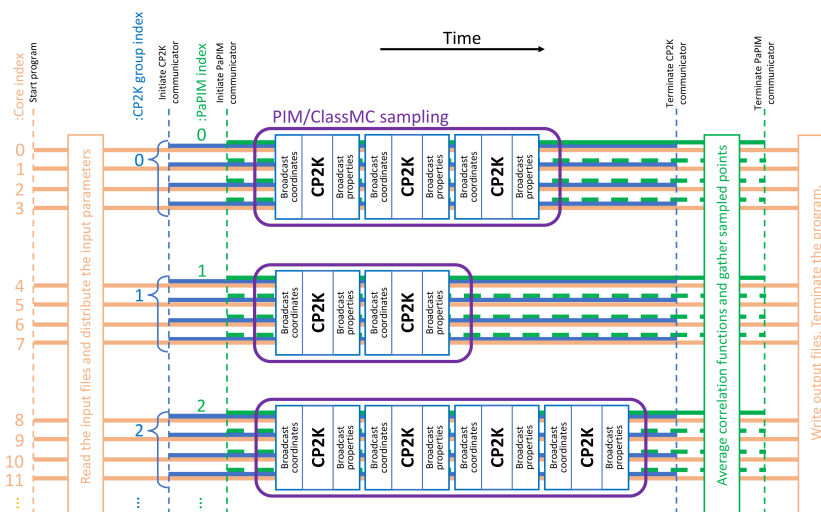 Time
:Core index
Start program
:CP2K group index
Initiate CP2K
communicator
:PaPIM index
Initiate PaPIM
communicator
Terminate CP2K
communicator
Terminate PaPIM
communicator
PIM/ClassMC sampling
Read the input files and distribute the input parameters
0
1
2
3
0
0
Broadcast
coordinates
CP2K
Broadcast
properties
Broadcast
coordinates
CP2K
Broadcast
properties
Broadcast
coordinates
CP2K
Broadcast
properties
4
5
6
7
1
1
Broadcast
coordinates
CP2K
Broadcast
properties
Broadcast
coordinates
CP2K
Broadcast
properties
8
9
10
11
2
2
Broadcast
coordinates
CP2K
Broadcast
properties
Broadcast
coordinates
CP2K
Broadcast
properties
Broadcast
coordinates
CP2K
Broadcast
properties
Broadcast
coordinates
CP2K
Broadcast
properties
...
...
...
Average correlation functions and gather sampled points
Write output files. Terminate the program.